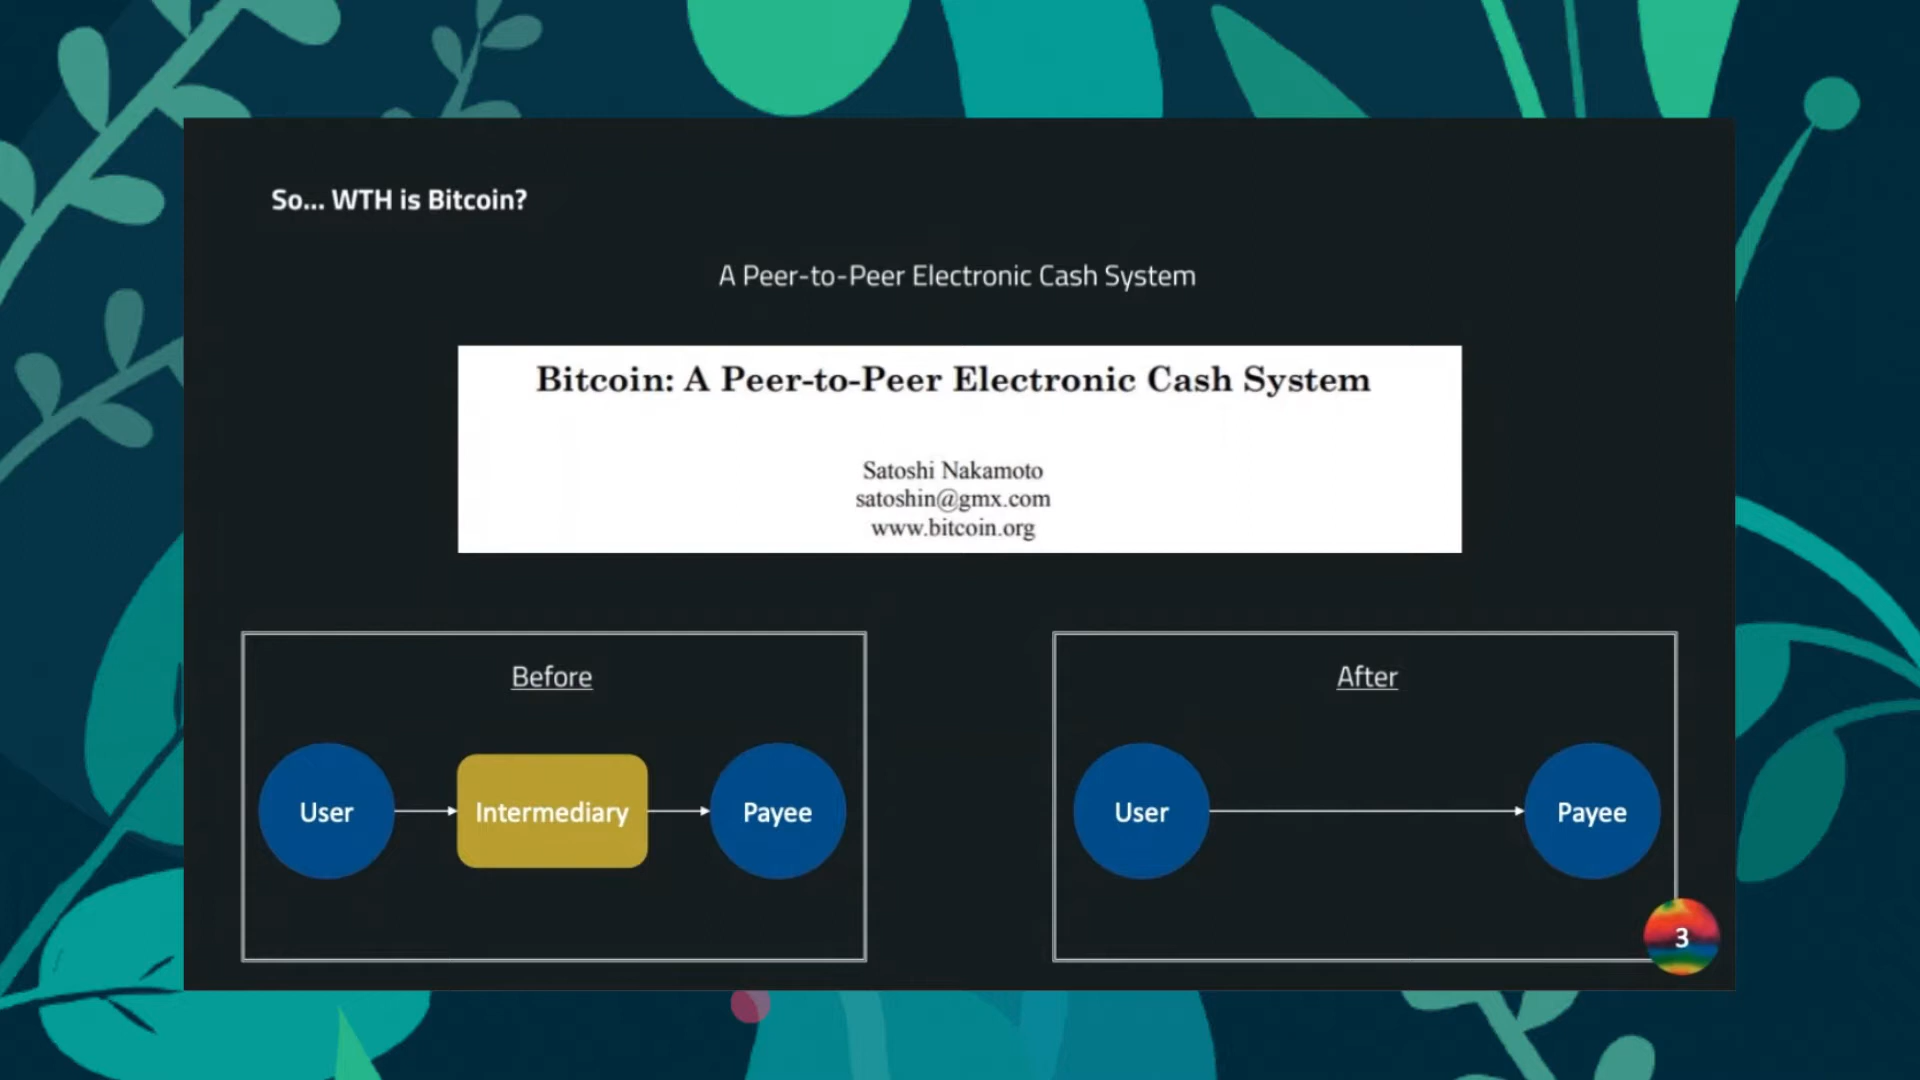 So... WTH is Bitcoin?
A Peer-to-Peer Electronic Cash System
Bitcoin: A Peer-to-Peer Electronic Cash System
Satoshi Nakamoto
satoshin@gmx.com
www.bitcoin.org
Before
User
Intermediary
Payee
After
User
Payee
3